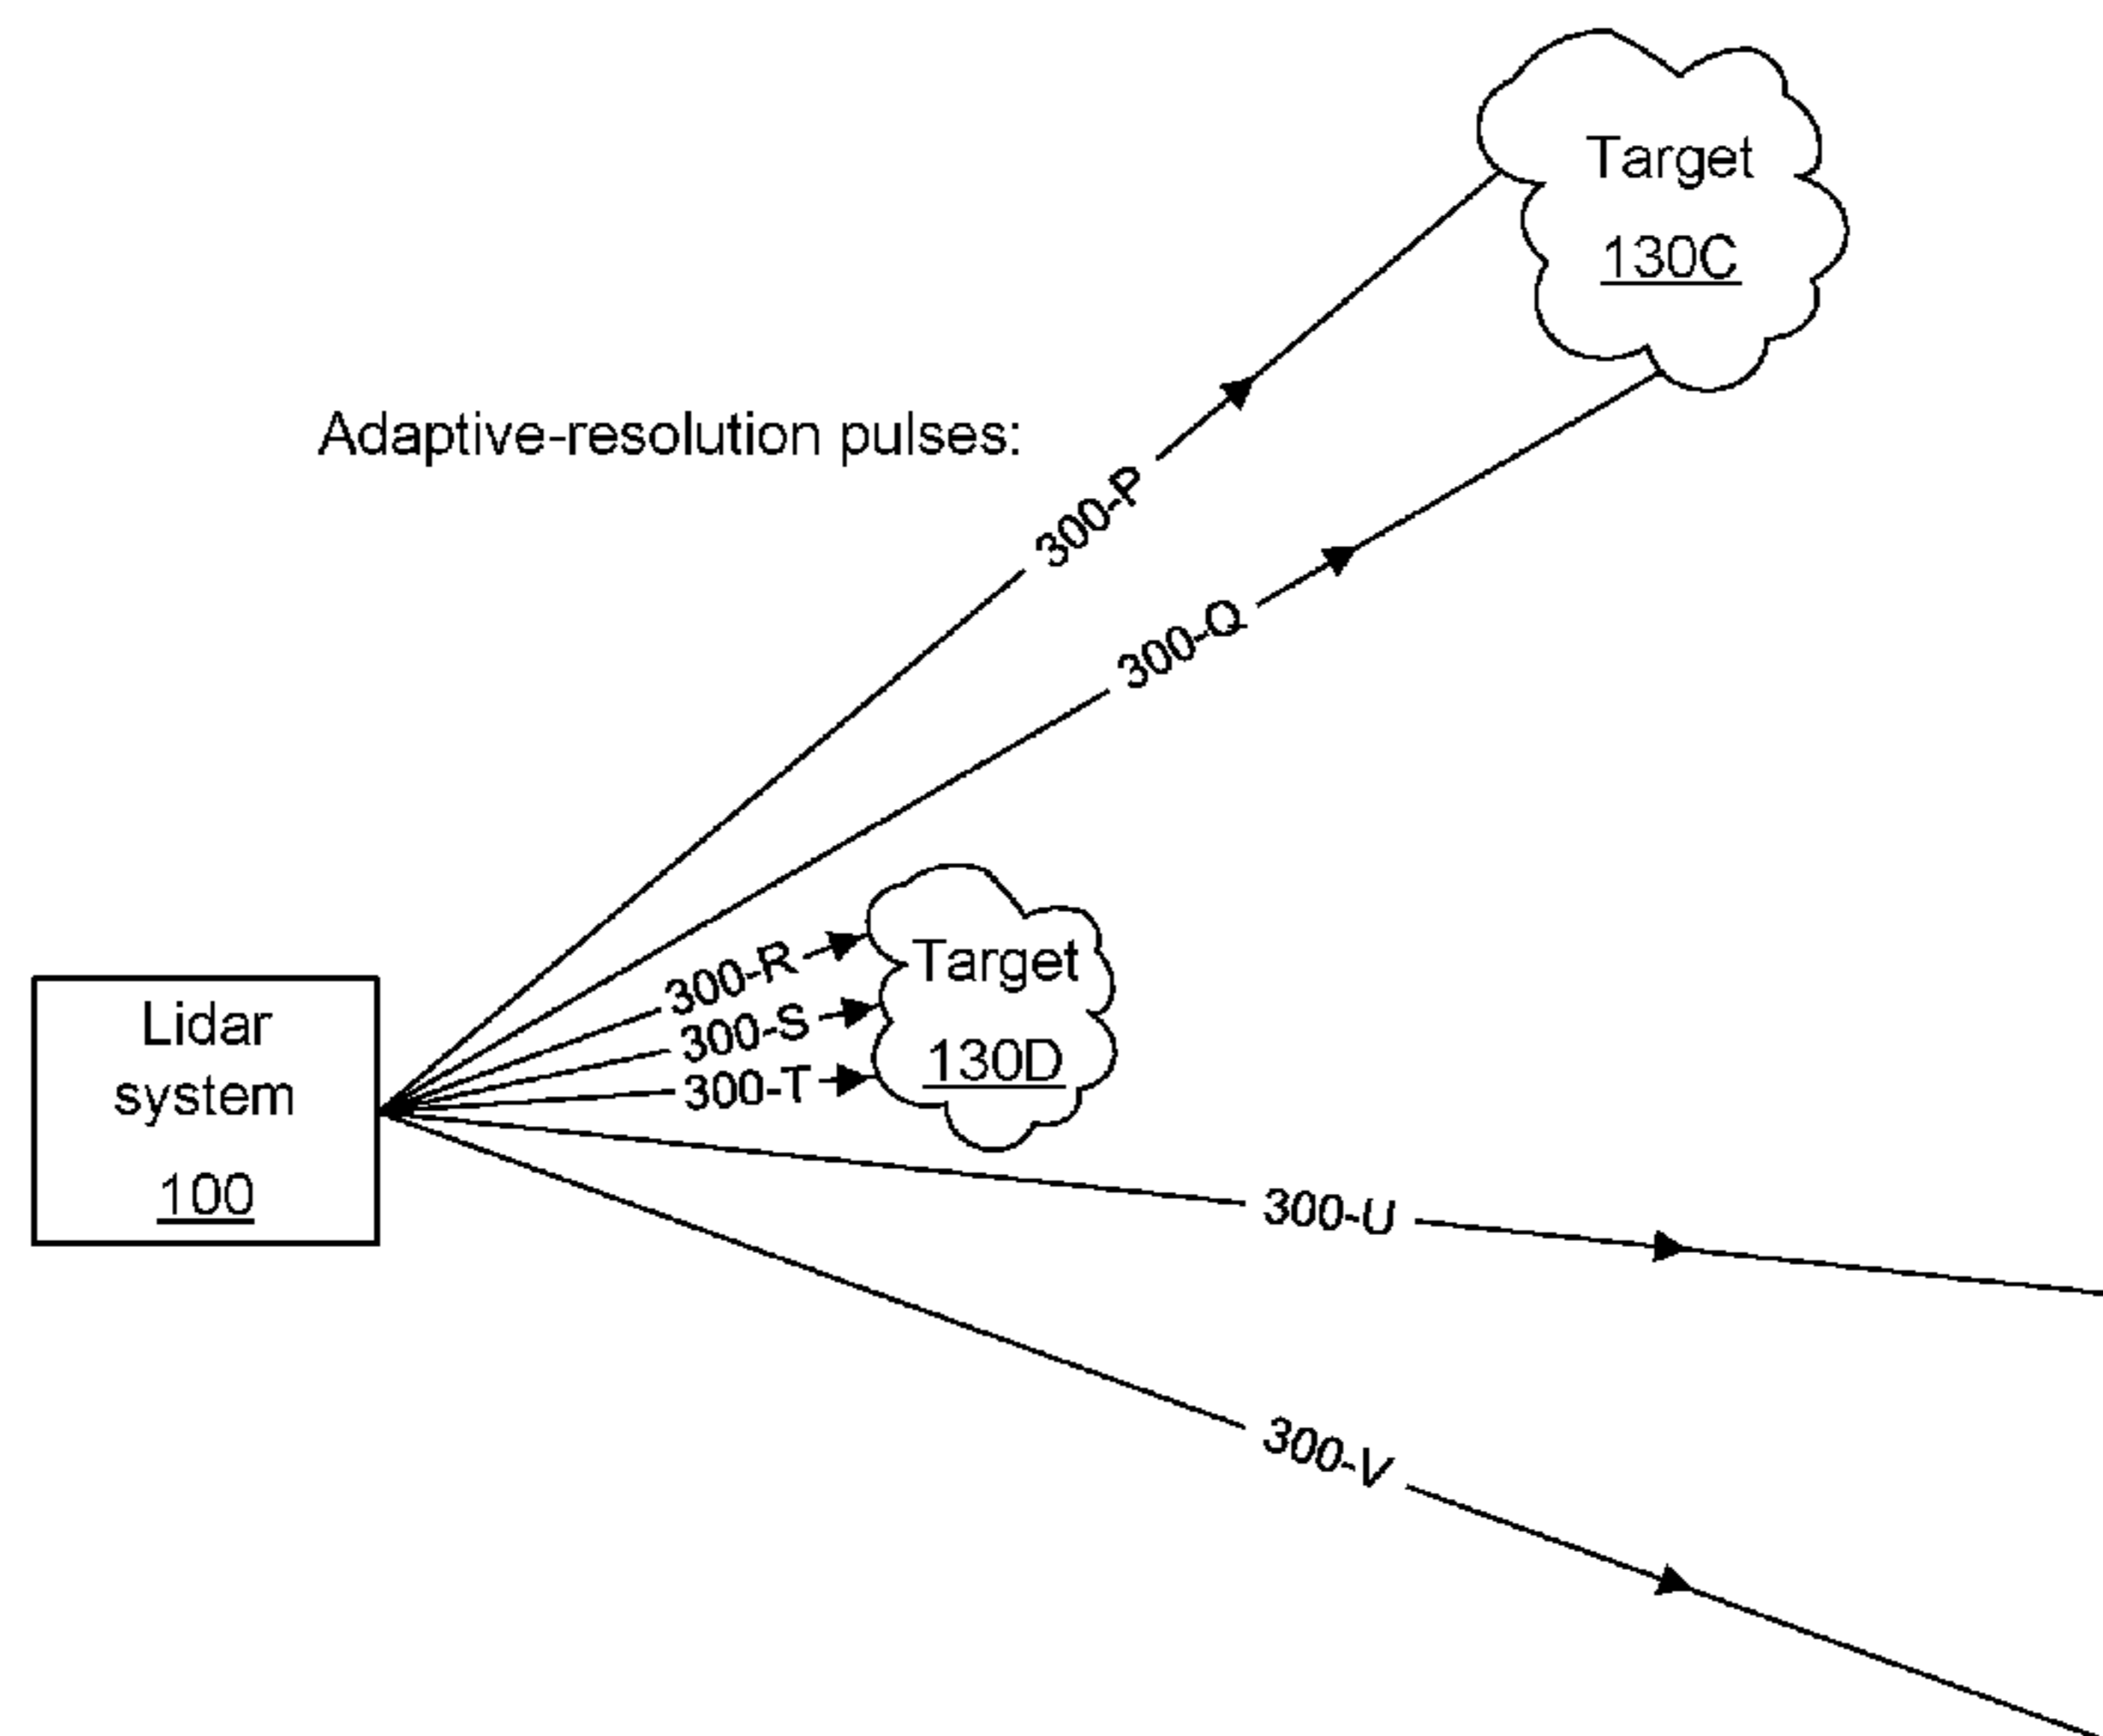 Target
130C
Adaptive-resolution pulses:
300-P
300-Q
300-R
Target
300-S
130D
300-T
Lidar
system
100
300-U
300-V